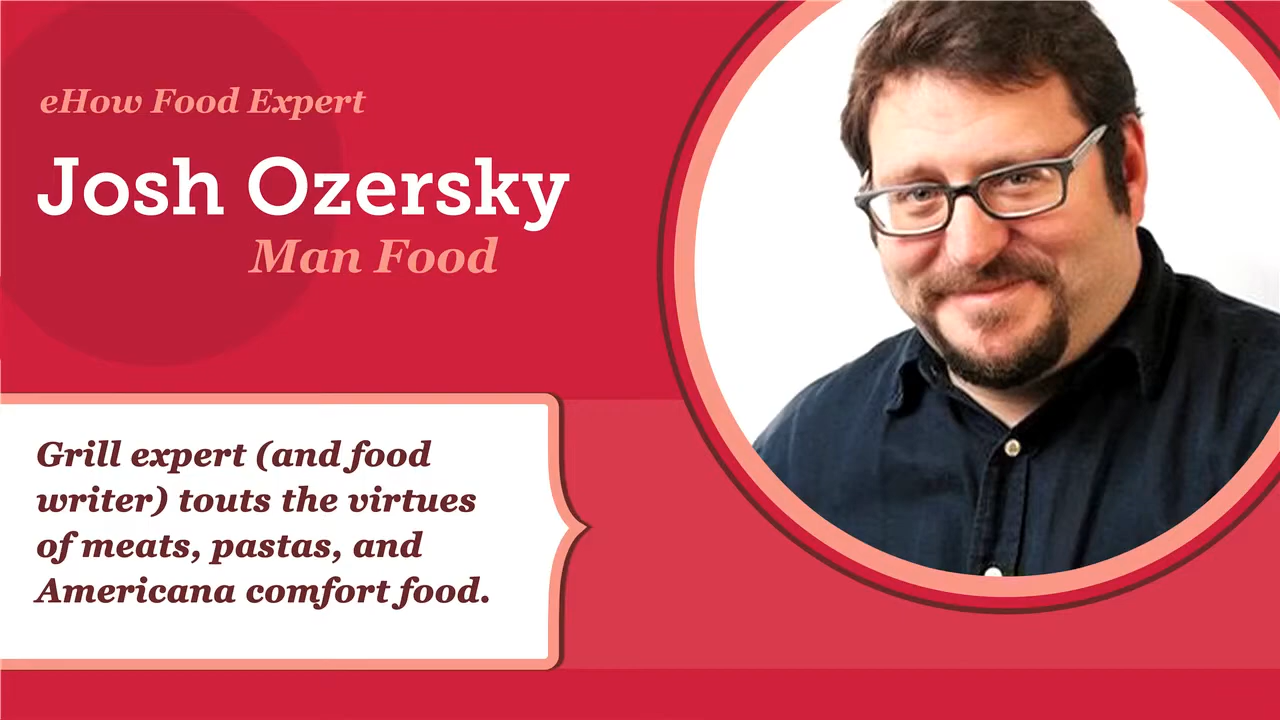 eHow Food Expert
Josh Ozersky
Man Food
Grill expert (and food
writer) touts the virtues
of meats, pastas, and
Americana comfort food.